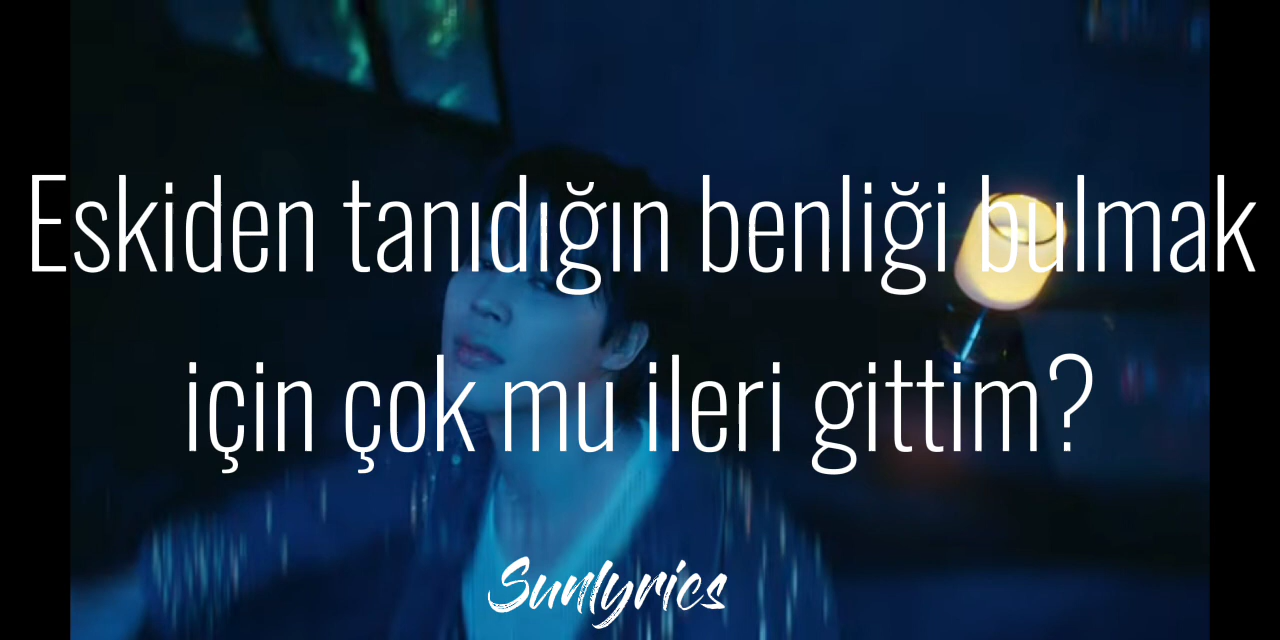 Eskiden tanıdığın benliği bulmak
için çok mu ileri gittim?
Sunlyrics